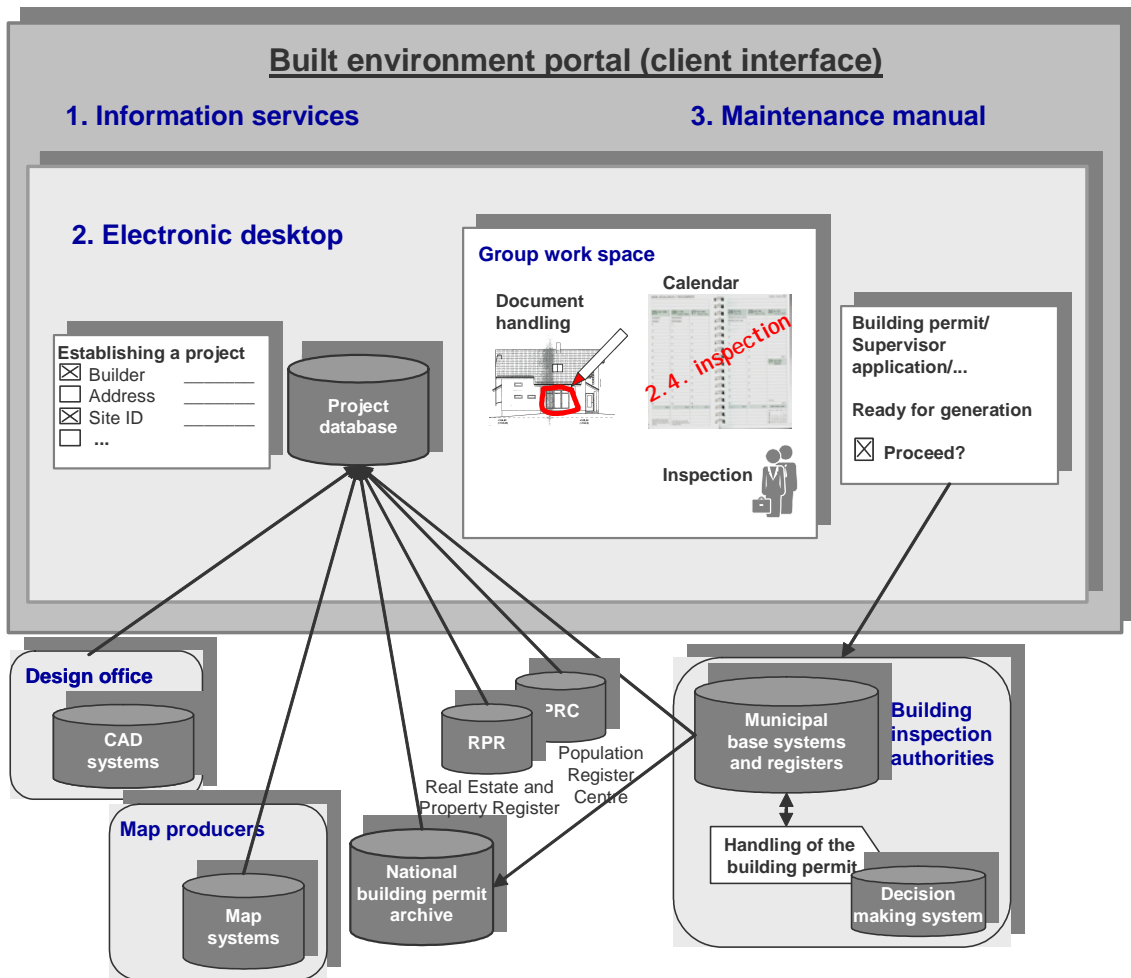 Built environment portal (client interface)
1. Information services
3. Maintenance manual
2. Electronic desktop
Establishing a project
Builder _______
Address _______
Site ID _______
...
Project
database
Group work space
Document
handling
Calendar
2.4. inspection
Inspection
Building permit/
Supervisor
application/...
Ready for generation
Proceed?
Design office
CAD
systems
Map producers
Map
systems
National
building permit
archive
RPR
Real Estate and
Property Register
PRC
Population
Register
Centre
Municipal
base systems
and registers
Building
inspection
authorities
Handling of the
building permit
Decision
making system